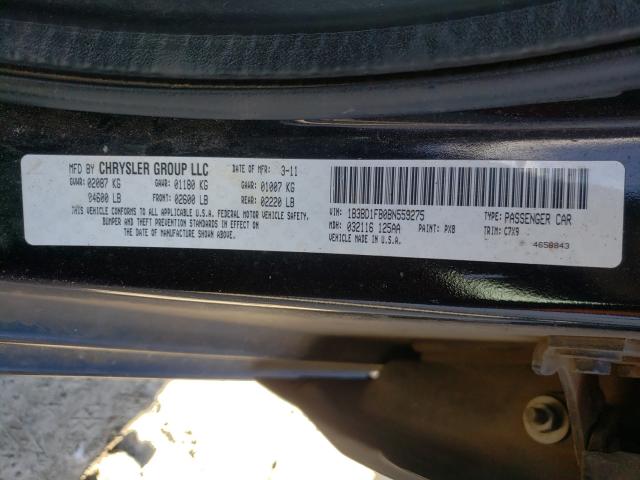 MFD BY CHRYSLER GROUP LLC DATE OF MFR: 3-11
GVWR: 02087 KG GAWR: 01180 KG GAWR: 01007 KG
04600 LB FRONT: 02600 LB REAR: 02220 LB
THIS VEHICLE CONFORMS TO ALL APPLICABLE U.S.A. FEDERAL MOTOR VEHICLE SAFETY,
BUMPER AND THEFT PREVENTION STANDARDS IN EFFECT ON
THE DATE OF MANUFACTURE SHOWN ABOVE.
VIN: 1B3BD1FB0BN559275 TYPE: PASSENGER CAR
MDH: 032116 125AA PAINT: PX8 TRIM: C7X9
VEHICLE MADE IN U.S.A. 4658843